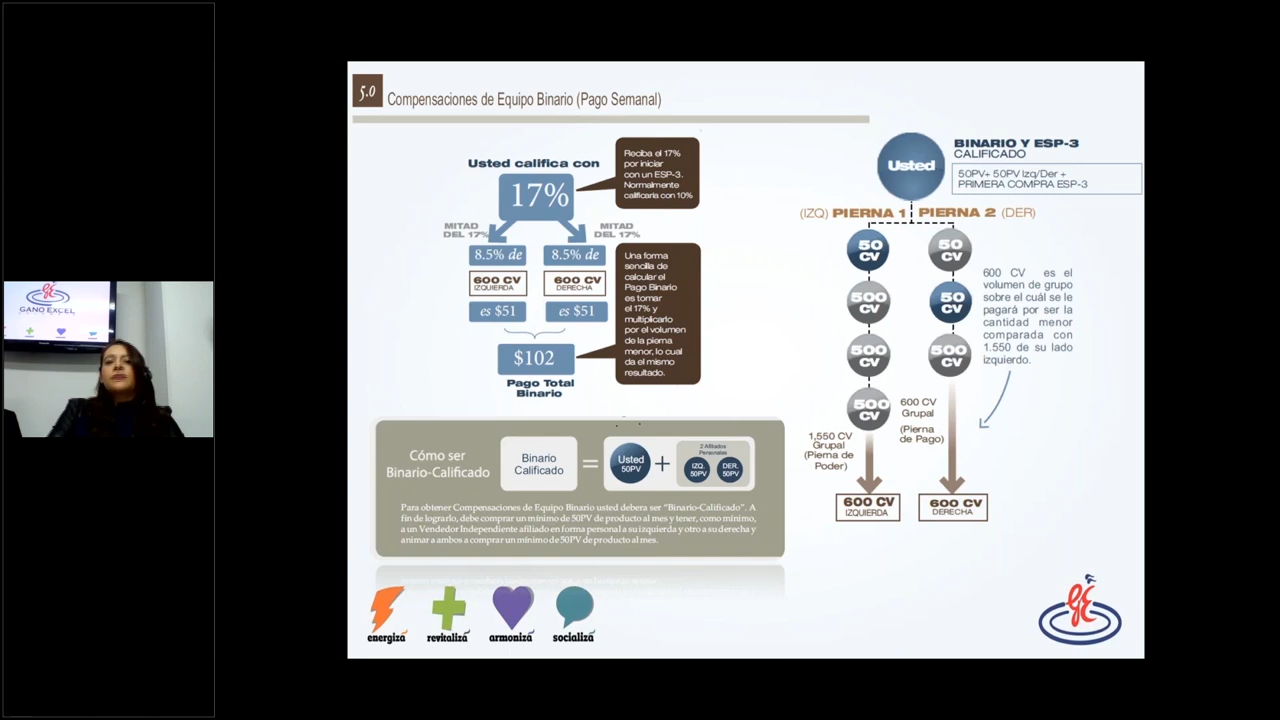 5.0
Compensaciones de Equipo Binario (Pago Semanal)
Usted califica con
17%
Reciba el 17%
por iniciar
con un ESP-3.
Normalmente
calificaría con 10%
MITAD
DEL 17%
MITAD
DEL 17%
8.5% de
8.5% de
600 CV
IZQUIERDA
600 CV
DERECHA
es $51
es $51
$102
Pago Total
Binario
Una forma
sencilla de
calcular el
Pago Binario
es tomar
el 17% y
multiplicarlo
por el volumen
de la pierna
menor, lo cual
da el mismo
resultado.
Usted
BINARIO Y ESP-3
CALIFICADO
50PV+ 50PV Izq/Der +
PRIMERA COMPRA ESP-3
(IZQ) PIERNA 1
PIERNA 2 (DER)
50
CV
500
CV
500
CV
500
CV
50
CV
50
CV
500
CV
600 CV es el
volumen de grupo
sobre el cuál se le
pagará por ser la
cantidad menor
comparada con
1.550 de su lado
izquierdo.
1,550 CV
Grupal
(Pierna de
Poder)
600 CV
Grupal
(Pierna
de Pago)
600 CV
IZQUIERDA
600 CV
DERECHA
Cómo ser
Binario-Calificado
Binario
Calificado
=
Usted
50PV
+
2 Afiliados
Personales
IZQ.
50PV
DER.
50PV
Para obtener Compensaciones de Equipo Binario usted debera ser "Binario-Calificado". A
fin de lograrlo, debe comprar un mínimo de 50PV de producto al mes y tener, como mínimo,
a un Vendedor Independiente afiliado en forma personal a su izquierda y otro a su derecha y
animar a ambos a comprar un mínimo de 50PV de producto al mes.
energizá
revitalizá
armonizá
socializá
GE
GANO EXCEL